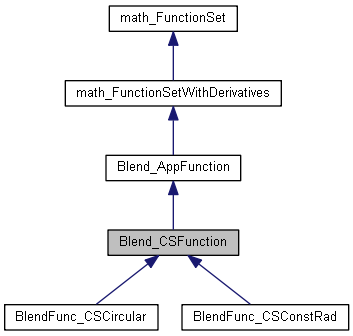 math_FunctionSet
math_FunctionSetWithDerivatives
Blend_AppFunction
Blend_CSFunction
BlendFunc_CSCircular
BlendFunc_CSConstRad